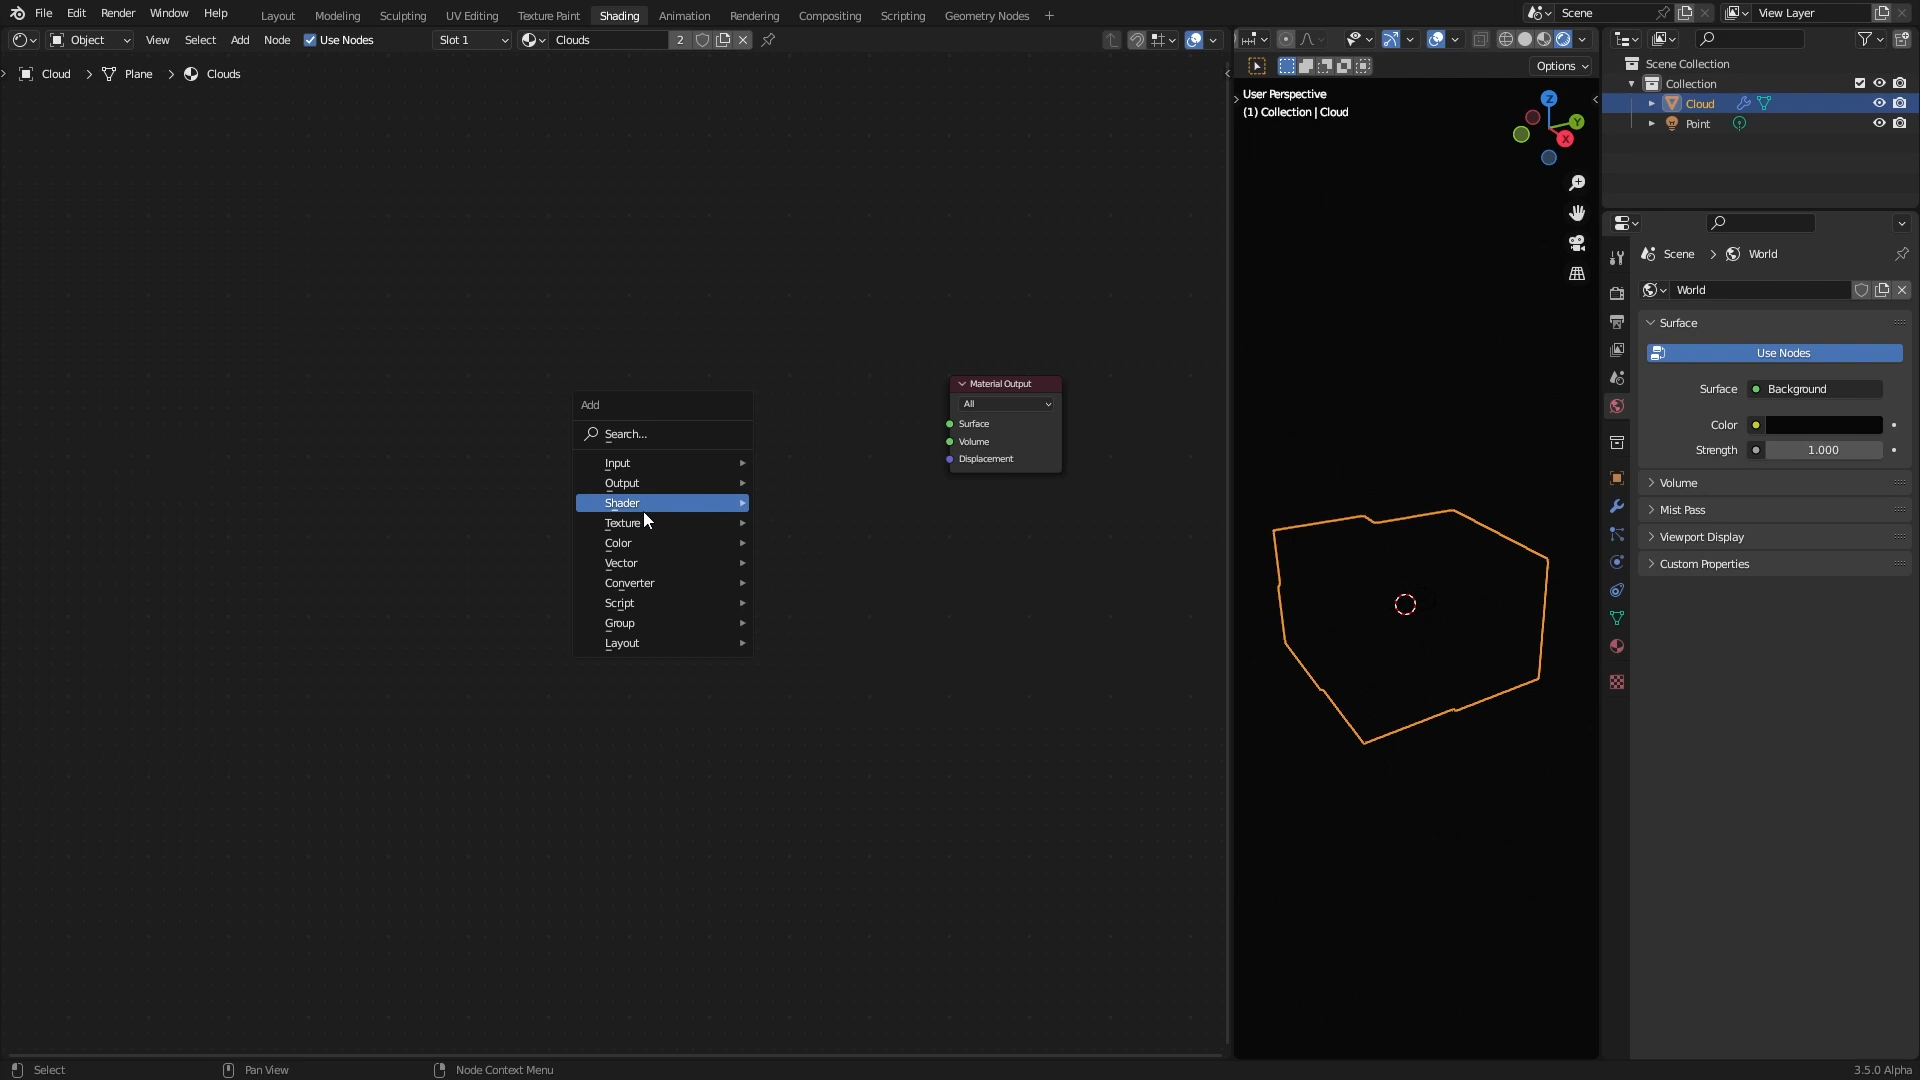 File Edit Render Window Help Layout Modeling Sculpting UV Editing Texture Paint Shading Animation Rendering Compositing Scripting Geometry Nodes + Scene View Layer
Object View Select Add Node Use Nodes Slot 1 Clouds 2
Options
Cloud > Plane > Clouds
User Perspective
(1) Collection | Cloud
Z
Y
X
Add
Search...
Input
Output
Shader
Texture
Color
Vector
Converter
Script
Group
Layout
Material Output
All
Surface
Volume
Displacement
Scene Collection
Collection
Cloud
Point
Scene > World
World
Surface
Use Nodes
Surface Background
Color
Strength 1.000
Volume
Mist Pass
Viewport Display
Custom Properties
Select Pan View Node Context Menu 3.5.0 Alpha